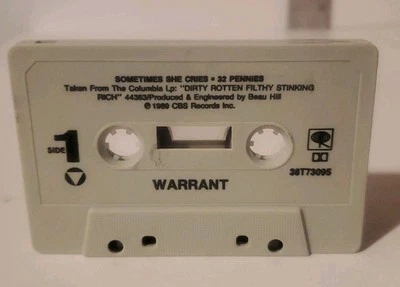 SOMETIMES SHE CRIES • 32 PENNIES
Taken From The Columbia Lp: "DIRTY ROTTEN FILTHY STINKING
RICH" 44383/Produced & Engineered by Beau Hill
℗ 1989 CBS Records Inc.
SIDE 1
38T73095
WARRANT